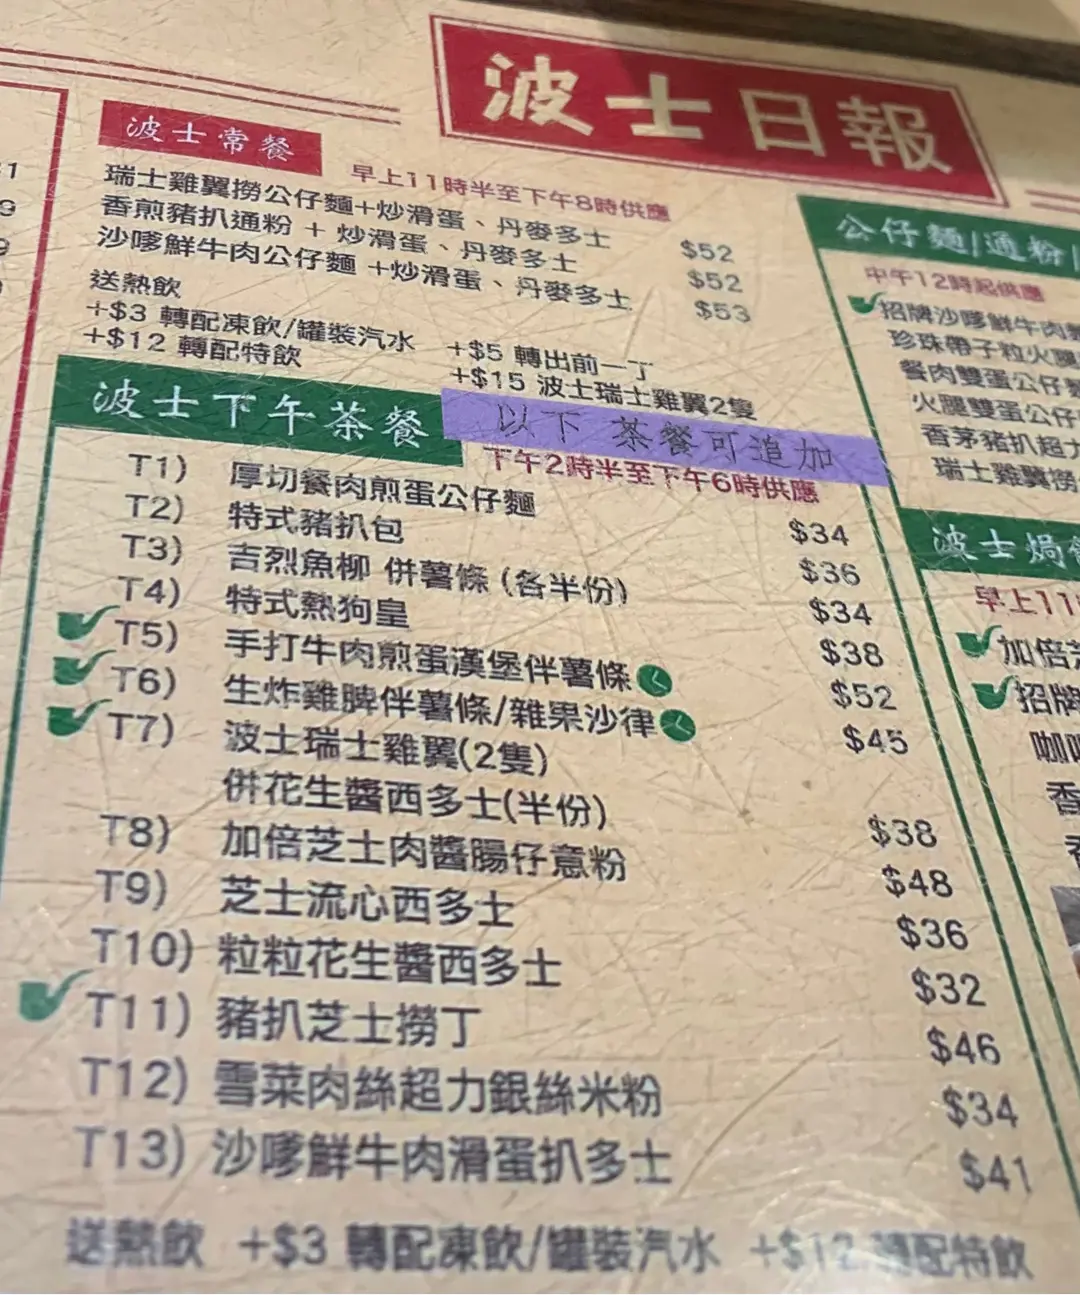 波士日報
波士常餐
早上11時半至下午8時供應
瑞士雞翼撈公仔麵+炒滑蛋、丹麥多士 $52
香煎豬扒通粉 + 炒滑蛋、丹麥多士 $52
沙嗲鮮牛肉公仔麵 +炒滑蛋、丹麥多士 $53
送熱飲
+$3 轉配凍飲/罐裝汽水 +$5 轉出前一丁
+$12 轉配特飲 +$15 波士瑞士雞翼2隻
波士下午茶餐
以下 茶餐可追加
下午2時半至下午6時供應
T1) 厚切餐肉煎蛋公仔麵 $34
T2) 特式豬扒包 $36
T3) 吉烈魚柳 併薯條 (各半份) $34
T4) 特式熱狗皇 $38
T5) 手打牛肉煎蛋漢堡伴薯條 $52
T6) 生炸雞脾伴薯條/雜果沙律 $45
T7) 波士瑞士雞翼(2隻)
併花生醬西多士(半份) $38
T8) 加倍芝士肉醬腸仔意粉 $48
T9) 芝士流心西多士 $36
T10) 粒粒花生醬西多士 $32
T11) 豬扒芝士撈丁 $46
T12) 雪菜肉絲超力銀絲米粉 $34
T13) 沙嗲鮮牛肉滑蛋扒多士 $41
送熱飲 +$3 轉配凍飲/罐裝汽水 +$12 轉配特飲
公仔麵/通粉/
中午12時起供應
招牌沙嗲鮮牛肉
珍珠帶子粒火腿
餐肉雙蛋公仔
火腿雙蛋公仔
香茅豬扒超力
瑞士雞翼撈
波士焗
早上11
加倍
招牌
咖
香